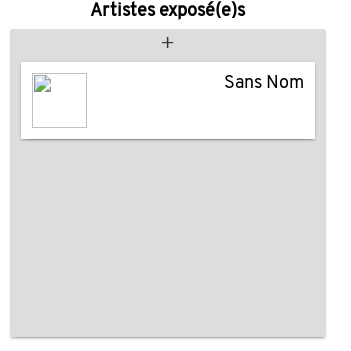 Artistes exposé(e)s
+
Sans Nom